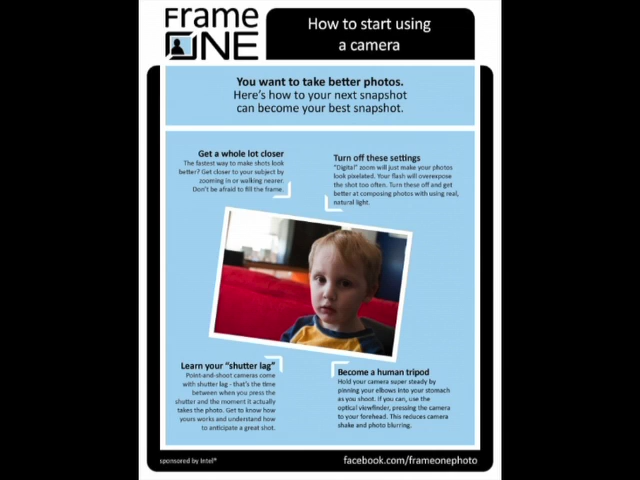 Frame
ONE
How to start using
a camera
You want to take better photos.
Here's how to your next snapshot
can become your best snapshot.
Get a whole lot closer
The fastest way to make shots look
better? Get closer to your subject by
zooming in or walking nearer.
Don't be afraid to fill the frame.
Turn off these settings
"Digital" zoom will just make your photos
look pixelated. Your flash will overexpose
the shot too often. Turn these off and get
better at composing photos with using real,
natural light.
Learn your "shutter lag"
Point-and-shoot cameras come
with shutter lag - that's the time
between when you press the
shutter and the moment it actually
takes the photo. Get to know how
yours works and understand how
to anticipate a great shot.
Become a human tripod
Hold your camera super steady by
pinning your elbows into your stomach
as you shoot. If you can, use the
optical viewfinder, pressing the camera
to your forehead. This reduces camera
shake and photo blurring.
sponsored by Intel®
facebook.com/frameonephoto